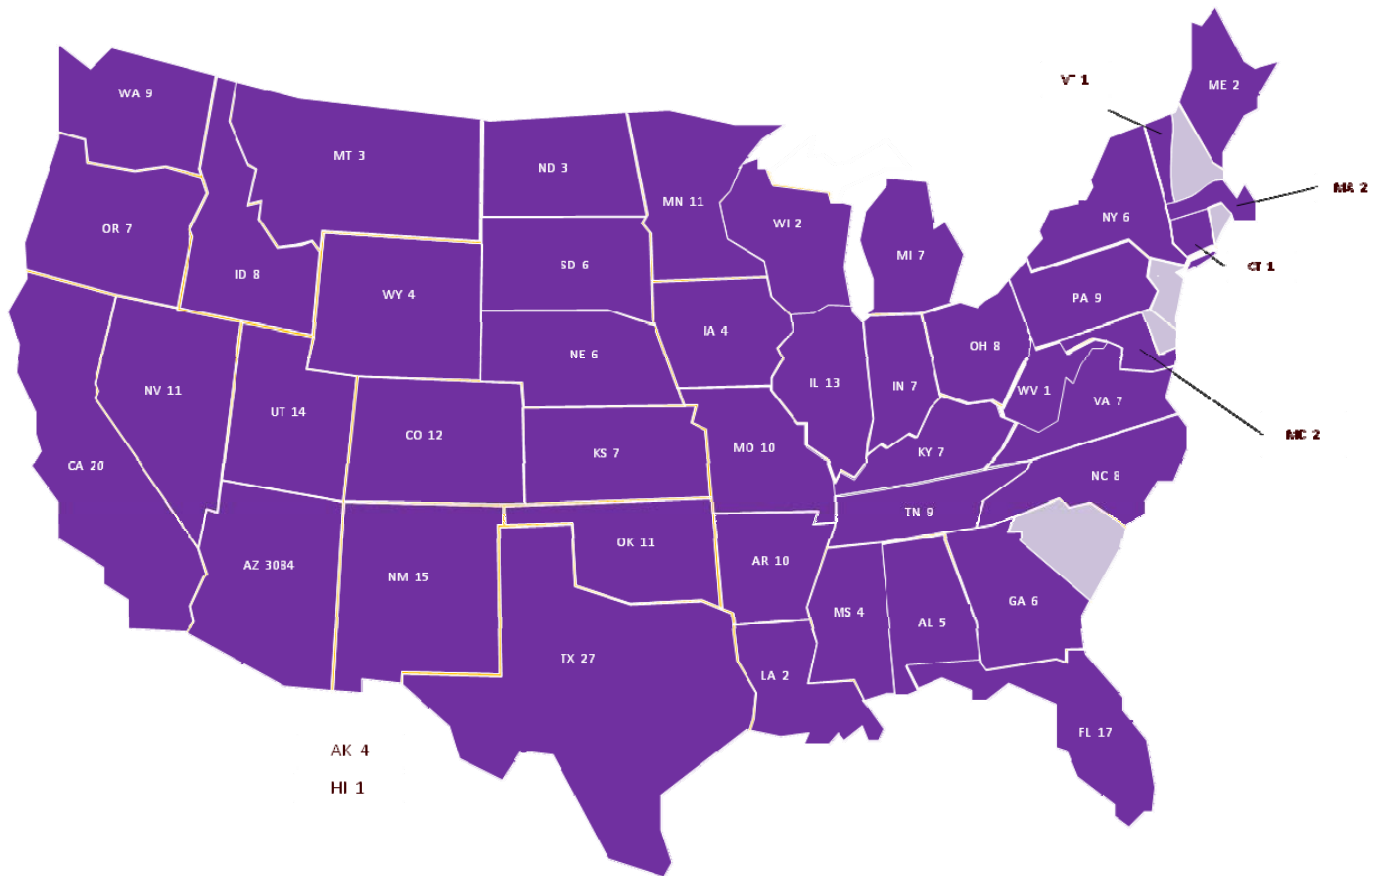 VT 1
ME 2
WA 9
MT 3
ND 3
MA 2
MN 11
NY 6
WI 2
OR 7
MI 7
CT 1
SD 6
ID 8
WY 4
PA 9
IA 4
OH 8
NE 6
IL 13
IN 7
WV 1
NV 11
VA 7
UT 14
CO 12
MD 2
MO 10
KS 7
KY 7
CA 20
NC 8
TN 9
OK 11
AR 10
AZ 3084
NM 15
GA 6
MS 4
AL 5
TX 27
LA 2
FL 17
AK 4
HI 1